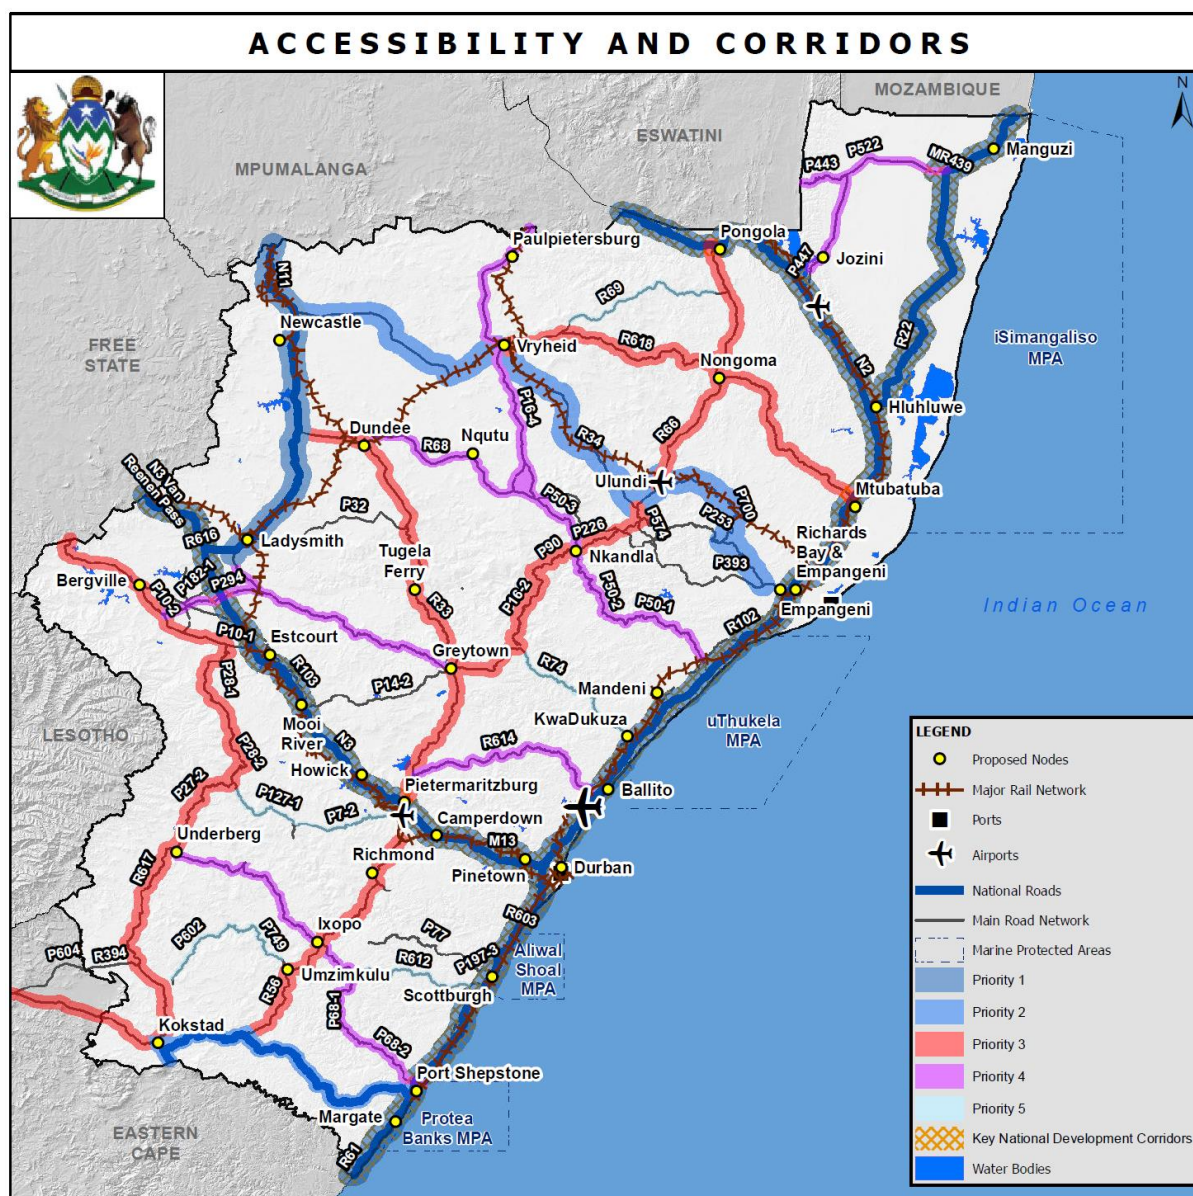 ACCESSIBILITY AND CORRIDORS
N
MOZAMBIQUE
ESWATINI
MPUMALANGA
Manguzi
P443
P522
MR439
Paulpietersburg
Pongola
P447
Jozini
N11
R69
Newcastle
FREE
STATE
Vryheid
R618
Nongoma
R22
iSimangaliso
MPA
N2
Hluhluwe
P16-4
Dundee
R68
Nqutu
R34
R66
Ulundi
Mtubatuba
N3 Van
Reenen Pass
P32
P50-3
P700
P253
P574
P226
R616
Ladysmith
P90
Nkandla
Richards
Bay &
Empangeni
P393
Tugela
Ferry
Bergville
P182-1
P294
P10-2
R33
P16-2
P50-2
P50-1
Empangeni
Indian Ocean
R102
P10-1
Estcourt
Greytown
R103
P28-1
P14-2
R74
Mandeni
LESOTHO
Mooi
River
KwaDukuza
uThukela
MPA
N3
R614
P28-2
Howick
P27-2
P127-1
P7-2
Pietermaritzburg
Ballito
Camperdown
M13
Underberg
Richmond
Pinetown
Durban
R617
R603
Ixopo
P77
P602
P749
P604
R394
R612
P197-3
Aliwal
Shoal
MPA
Umzimkulu
R56
P68-1
Scottburgh
Kokstad
P68-2
Port Shepstone
Margate
Protea
Banks MPA
R61
EASTERN
CAPE
LEGEND
Proposed Nodes
Major Rail Network
Ports
Airports
National Roads
Main Road Network
Marine Protected Areas
Priority 1
Priority 2
Priority 3
Priority 4
Priority 5
Key National Development Corridors
Water Bodies